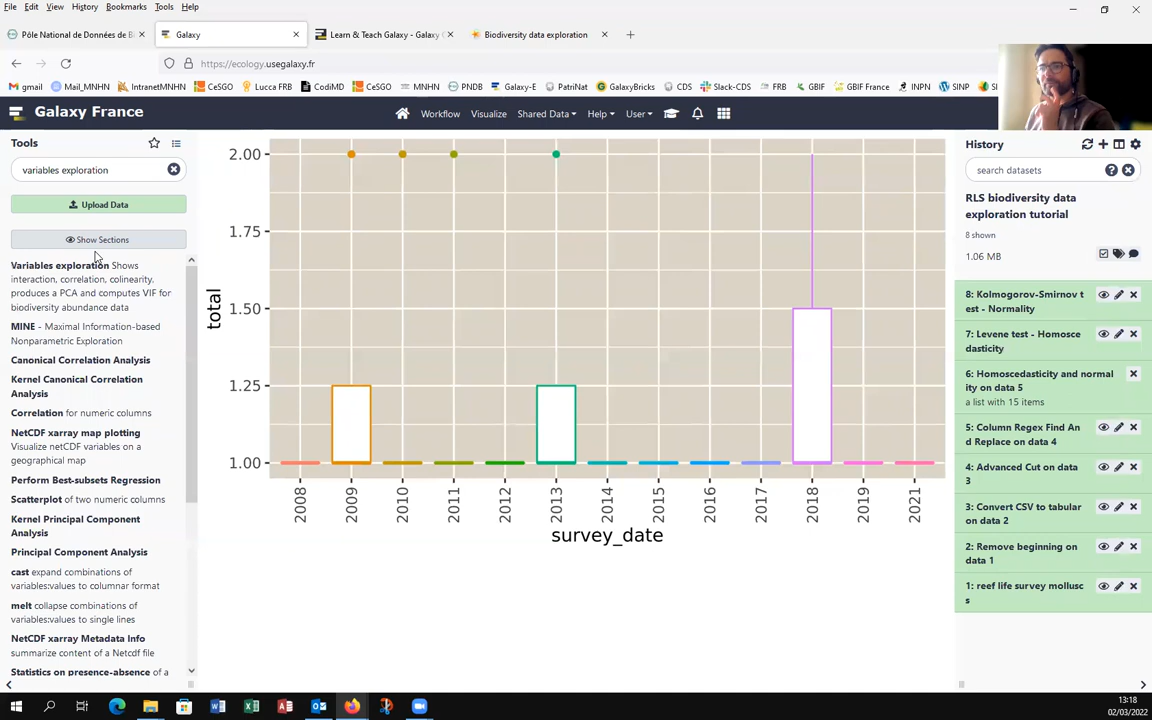 File Edit View History Bookmarks Tools Help
Pôle National de Données de Bi
Galaxy
Learn & Teach Galaxy - Galaxy C
Biodiversity data exploration
https://ecology.usegalaxy.fr
gmail Mail_MNHN IntranetMNHN CeSGO Lucca FRB CodiMD CeSGO MNHN PNDB Galaxy-E PatriNat GalaxyBricks CDS Slack-CDS FRB GBIF GBIF France INPN SINP SI
Galaxy France
Workflow Visualize Shared Data Help User
Tools
variables exploration
Upload Data
Show Sections
Variables exploration Shows
interaction, correlation, colinearity,
produces a PCA and computes VIF for
biodiversity abundance data
MINE - Maximal Information-based
Nonparametric Exploration
Canonical Correlation Analysis
Kernel Canonical Correlation
Analysis
Correlation for numeric columns
NetCDF xarray map plotting
Visualize netCDF variables on a
geographical map
Perform Best-subsets Regression
Scatterplot of two numeric columns
Kernel Principal Component
Analysis
Principal Component Analysis
cast expand combinations of
variables:values to columnar format
melt collapse combinations of
variables:values to single lines
NetCDF xarray Metadata Info
summarize content of a Netcdf file
Statistics on presence-absence of a
2.00
1.75
1.50
1.25
1.00
total
2008 2009 2010 2011 2012 2013 2014 2015 2016 2017 2018 2019 2021
survey_date
History
search datasets
RLS biodiversity data
exploration tutorial
8 shown
1.06 MB
8: Kolmogorov-Smirnov t
est - Normality
7: Levene test - Homosce
dasticity
6: Homoscedasticity and normal
ity on data 5
a list with 15 items
5: Column Regex Find An
d Replace on data 4
4: Advanced Cut on data
3
3: Convert CSV to tabular
on data 2
2: Remove beginning on
data 1
1: reef life survey mollusc
s
13:18
02/03/2022